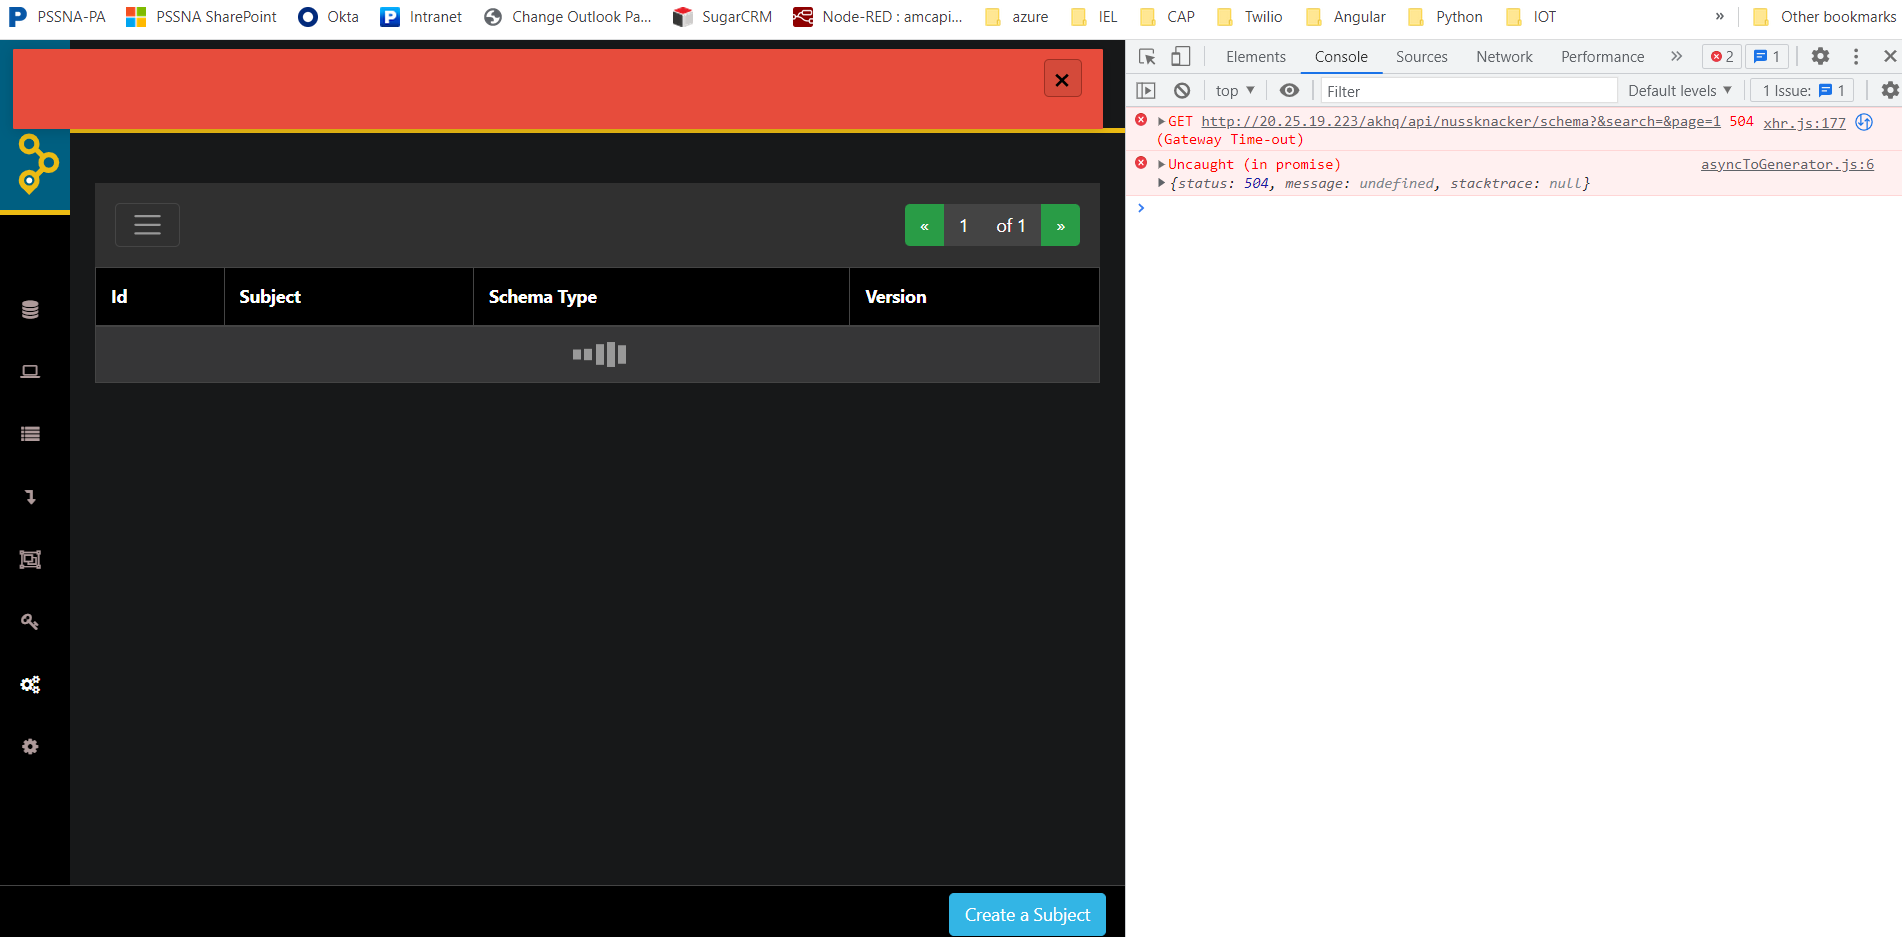 PSSNA-PA PSSNA SharePoint Okta Intranet Change Outlook Pa... SugarCRM Node-RED : amcapi... azure IEL CAP Twilio Angular Python IOT » Other bookmarks
×
« 1 of 1 »
Id Subject Schema Type Version
Create a Subject
Elements Console Sources Network Performance » 2 1
top ▼ Filter Default levels ▼ 1 Issue: 1
GET http://20.25.19.223/akhq/api/nussknacker/schema?&search=&page=1 504 xhr.js:177
(Gateway Time-out)
Uncaught (in promise) asyncToGenerator.js:6
{status: 504, message: undefined, stacktrace: null}